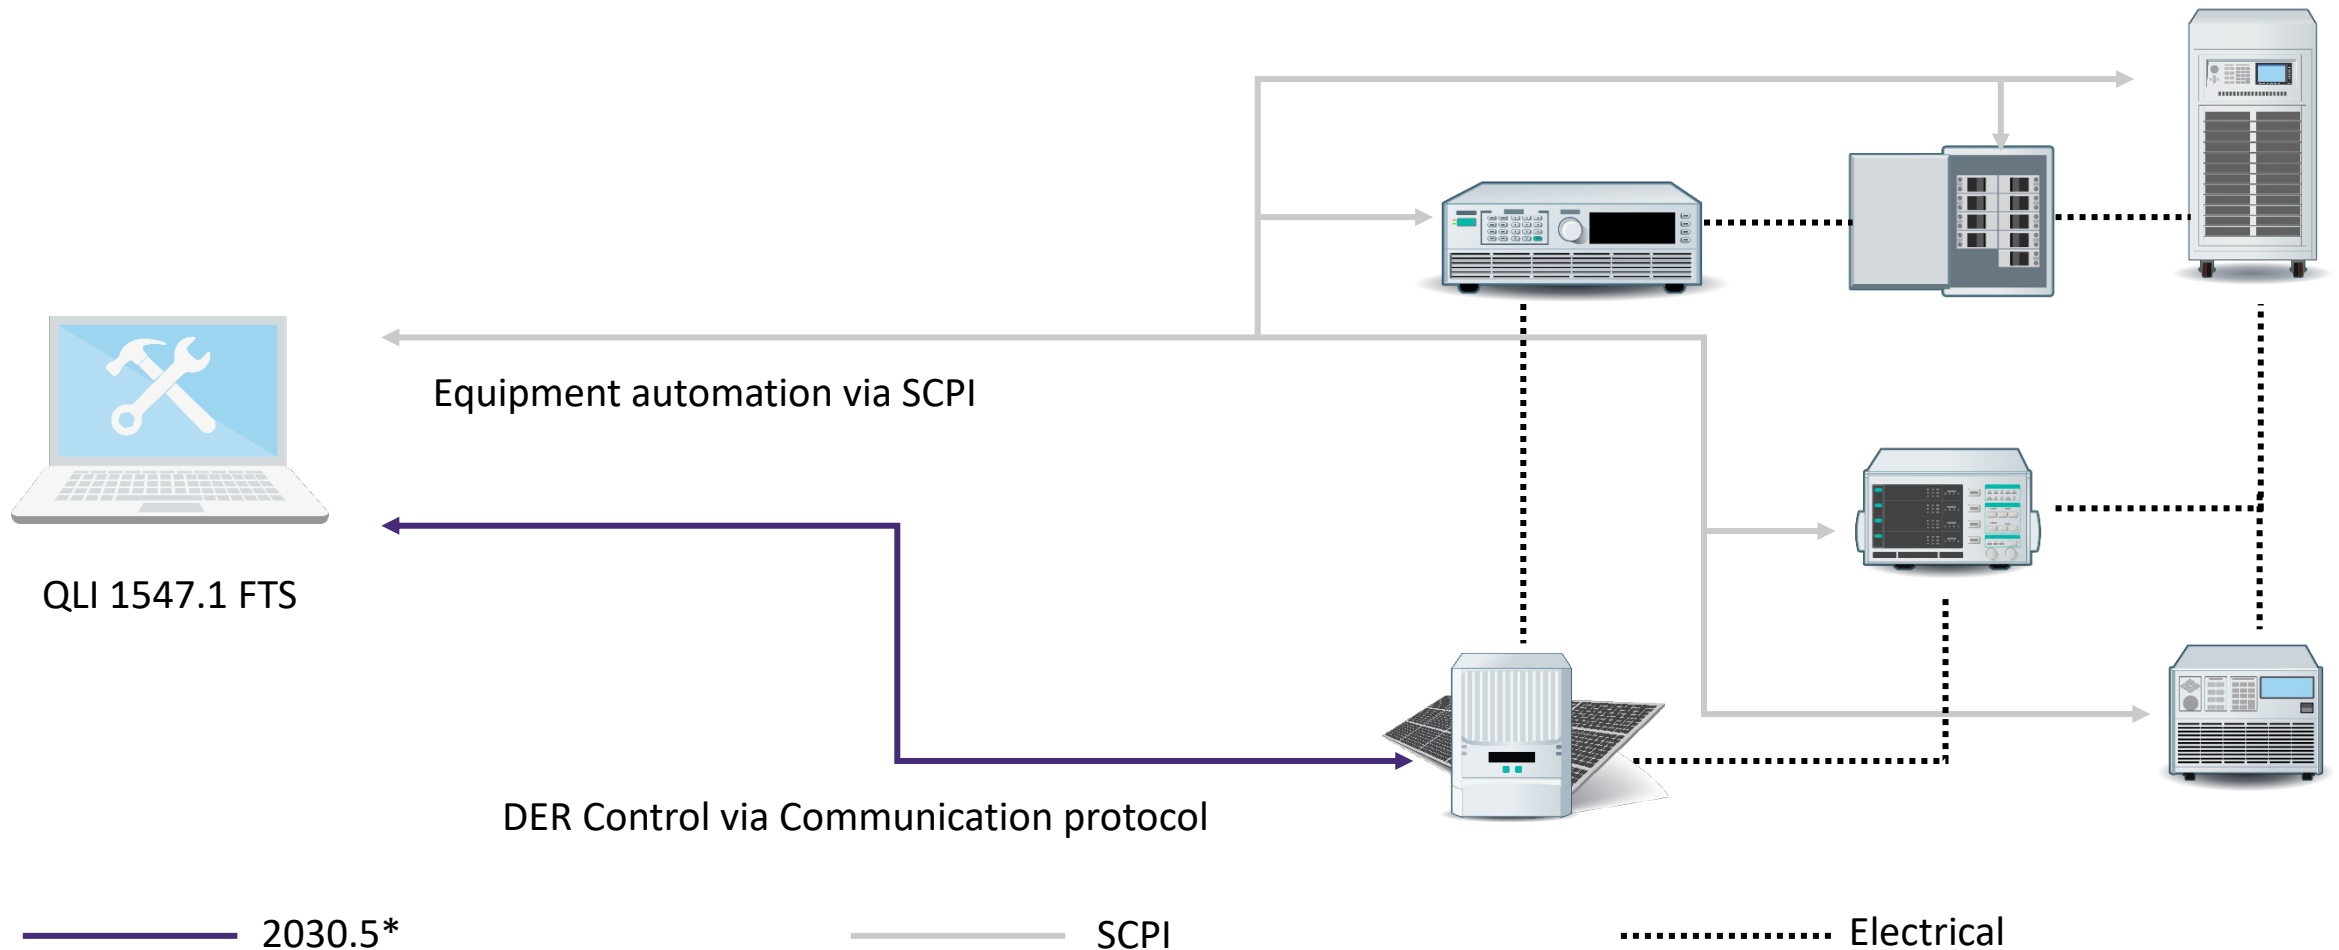 Equipment automation via SCPI
QLI 1547.1 FTS
DER Control via Communication protocol
2030.5*
SCPI
Electrical